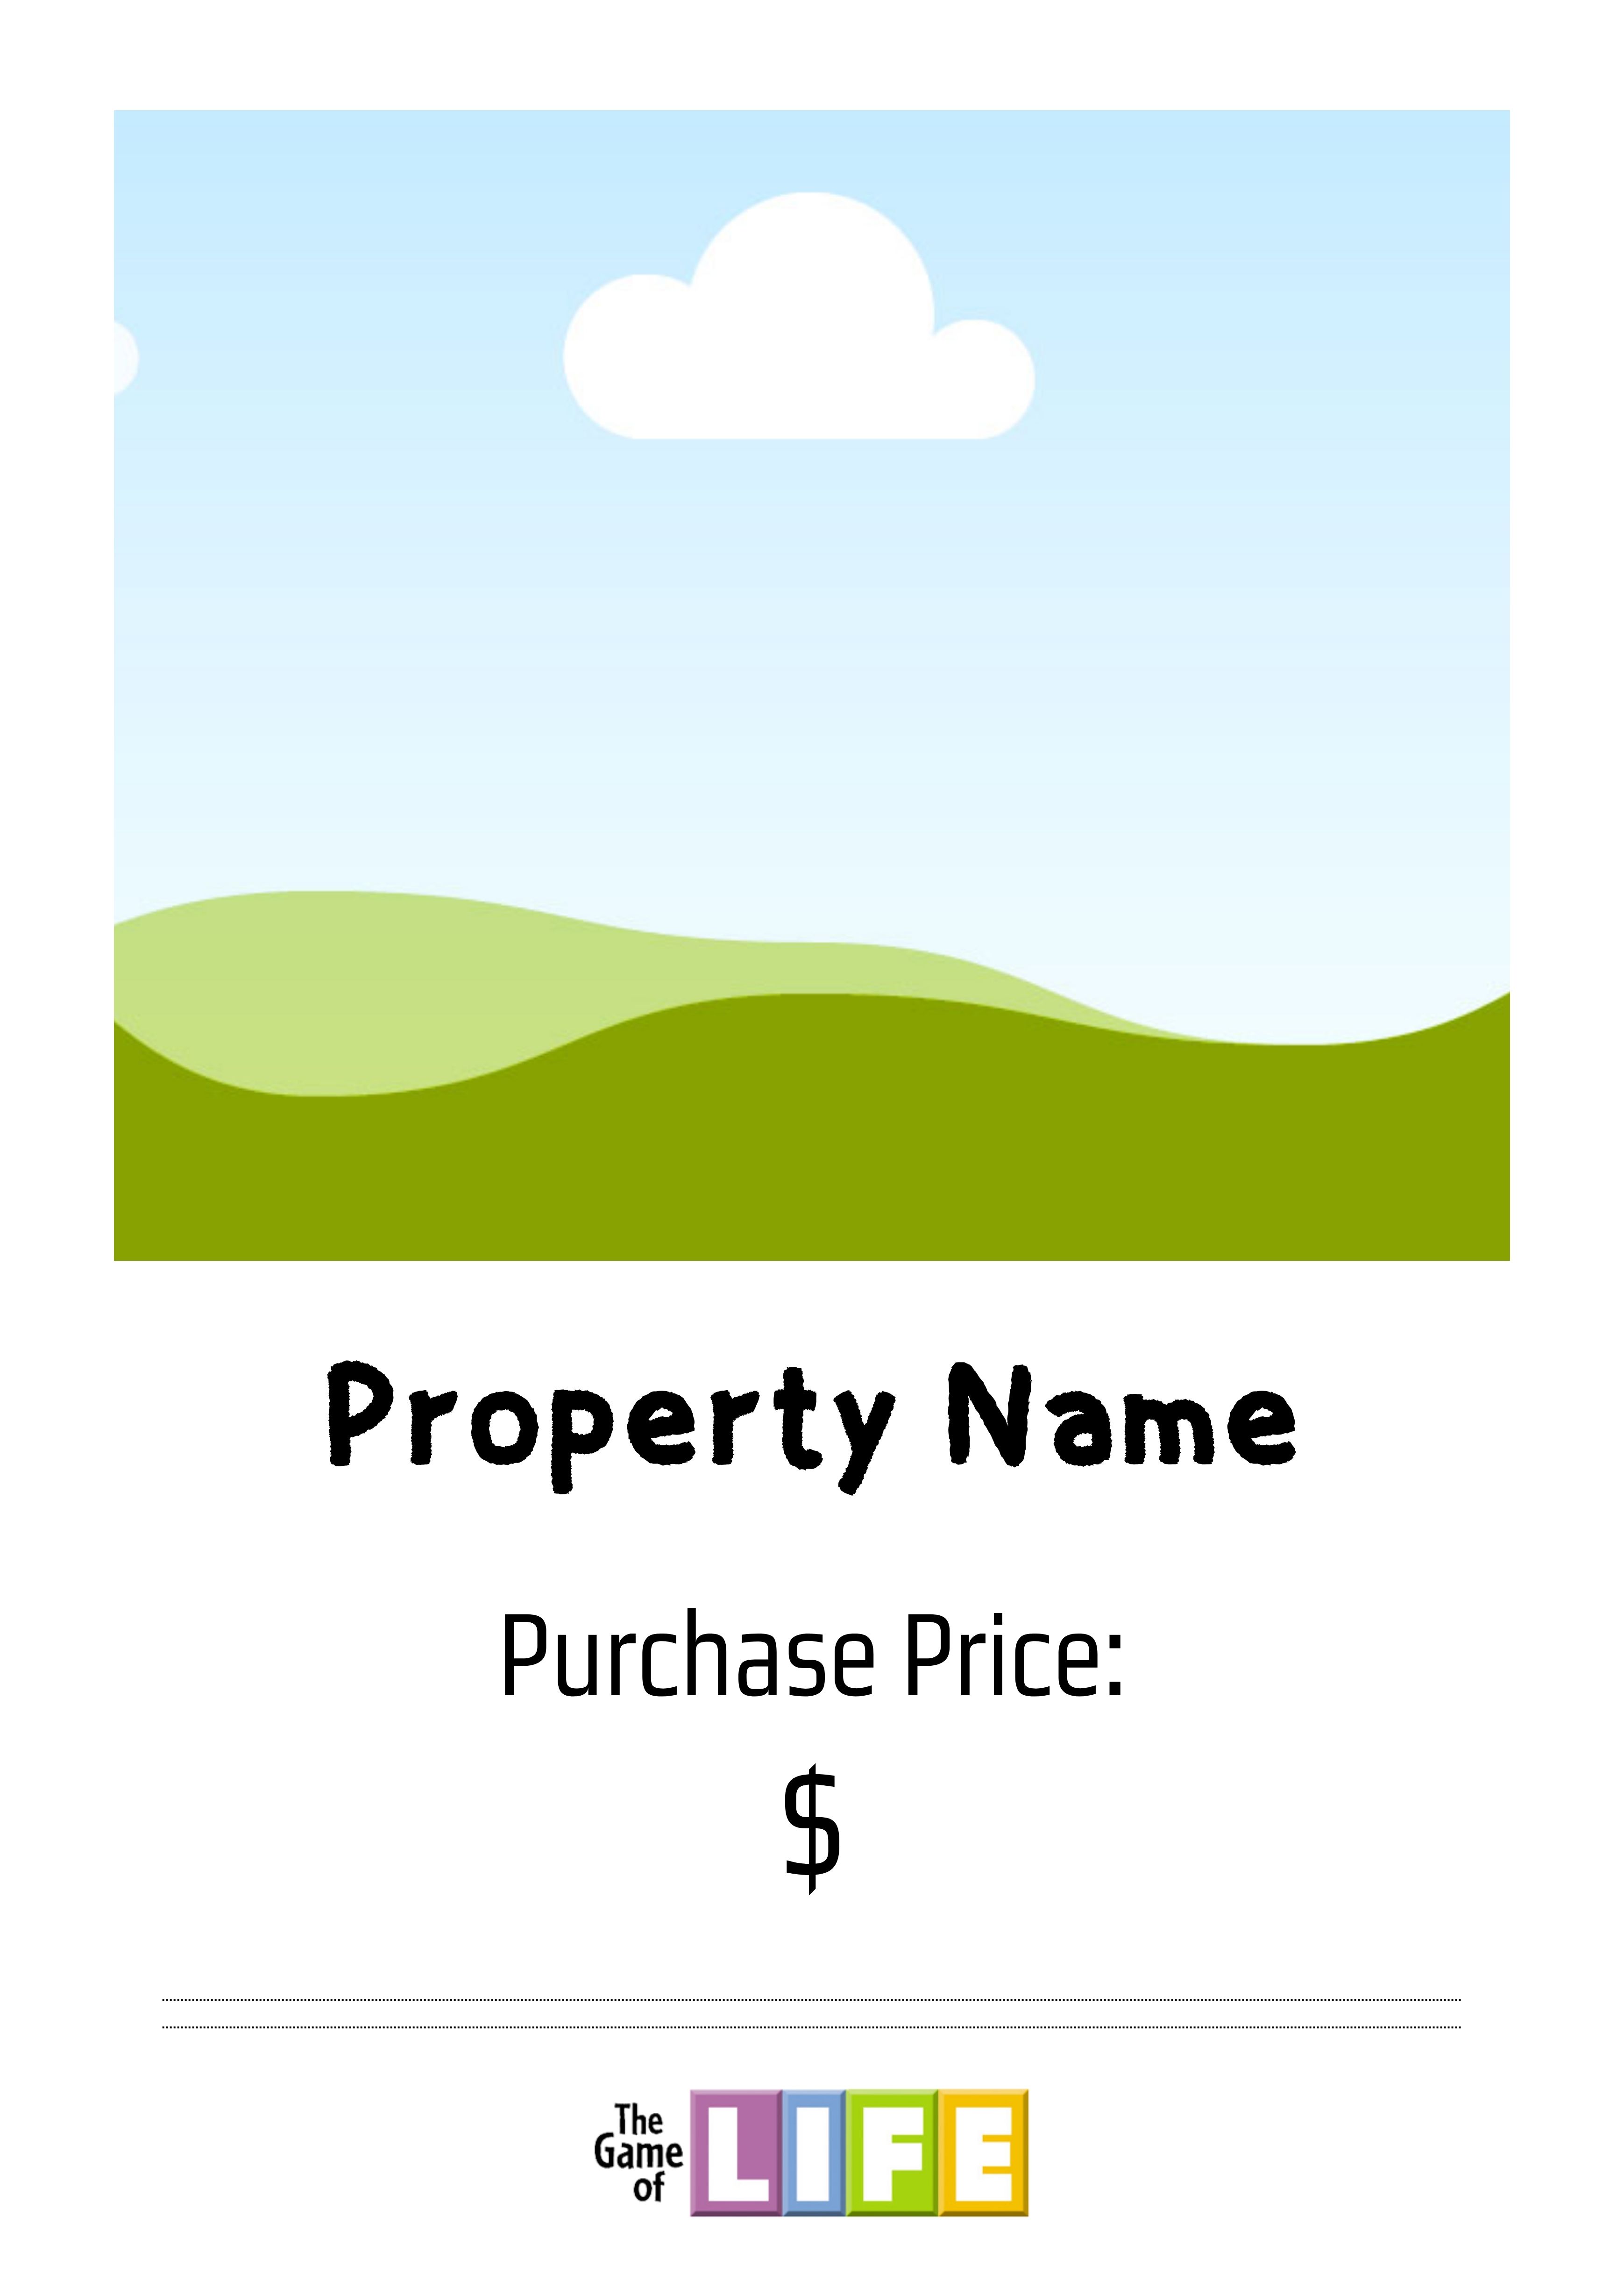 Property Name
Purchase Price:
$
The
Game
of
LIFE